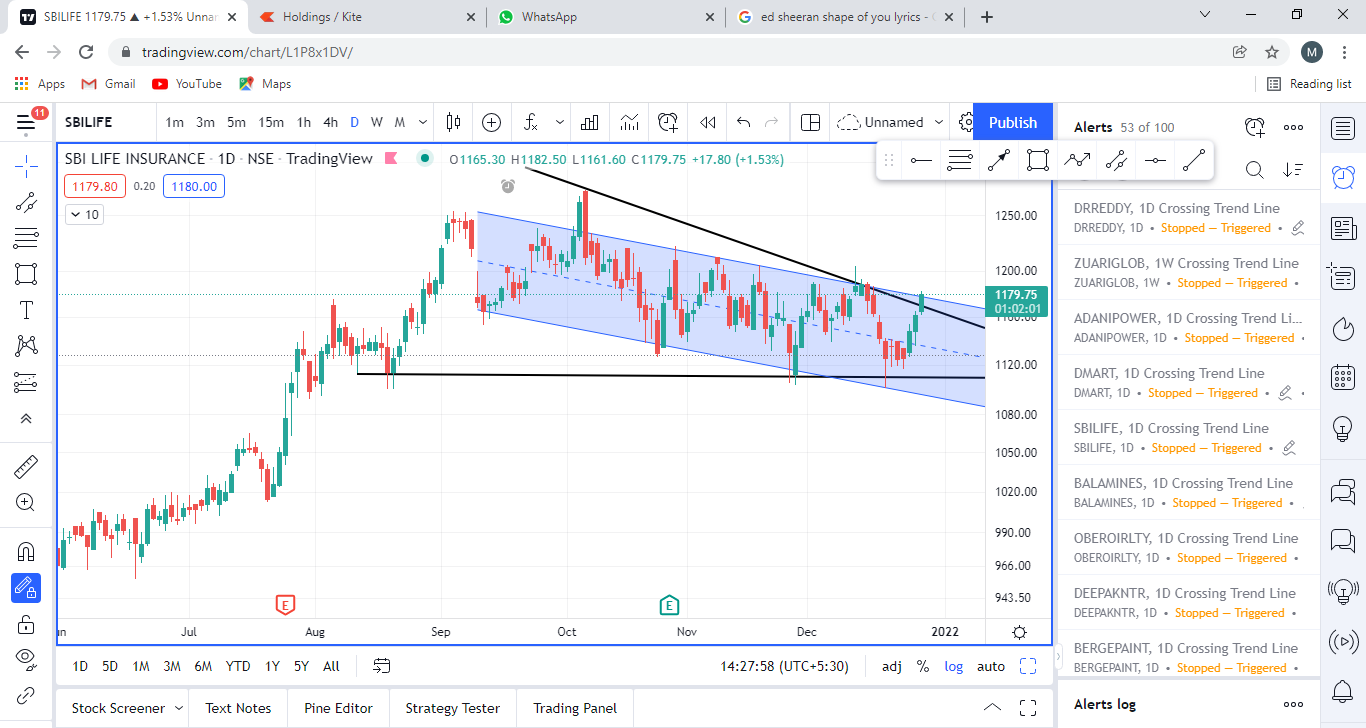 SBILIFE 1179.75 ▲ +1.53% Unnar
Holdings / Kite
WhatsApp
ed sheeran shape of you lyrics -
tradingview.com/chart/L1P8x1DV/
M
Apps
Gmail
YouTube
Maps
Reading list
11
SBILIFE
1m 3m 5m 15m 1h 4h D W M
Unnamed
Publish
Alerts 53 of 100
SBI LIFE INSURANCE · 1D · NSE · TradingView
O1165.30 H1182.50 L1161.60 C1179.75 +17.80 (+1.53%)
1179.80 0.20 1180.00
10
1250.00
1200.00
1179.75
01:02:01
1160.00
1120.00
1080.00
1050.00
1020.00
990.00
966.00
943.50
E
E
Jul Aug Sep Oct Nov Dec 2022
1D 5D 1M 3M 6M YTD 1Y 5Y All
14:27:58 (UTC+5:30)
adj % log auto
Stock Screener
Text Notes
Pine Editor
Strategy Tester
Trading Panel
DRREDDY, 1D Crossing Trend Line
DRREDDY, 1D • Stopped — Triggered •
ZUARIGLOB, 1W Crossing Trend Line
ZUARIGLOB, 1W • Stopped — Triggered •
ADANIPOWER, 1D Crossing Trend Li...
ADANIPOWER, 1D • Stopped — Triggered •
DMART, 1D Crossing Trend Line
DMART, 1D • Stopped — Triggered •
SBILIFE, 1D Crossing Trend Line
SBILIFE, 1D • Stopped — Triggered •
BALAMINES, 1D Crossing Trend Line
BALAMINES, 1D • Stopped — Triggered •
OBEROIRLTY, 1D Crossing Trend Line
OBEROIRLTY, 1D • Stopped — Triggered •
DEEPAKNTR, 1D Crossing Trend Line
DEEPAKNTR, 1D • Stopped — Triggered •
BERGEPAINT, 1D Crossing Trend Line
BERGEPAINT, 1D • Stopped — Triggered •
Alerts log